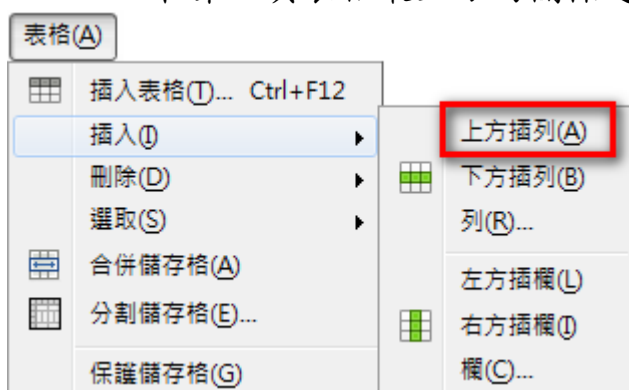 表格(A)
插入表格(T)... Ctrl+F12
插入(I)
刪除(D)
選取(S)
合併儲存格(A)
分割儲存格(E)...
保護儲存格(G)
上方插列(A)
下方插列(B)
列(R)...
左方插欄(L)
右方插欄(I)
欄(C)...